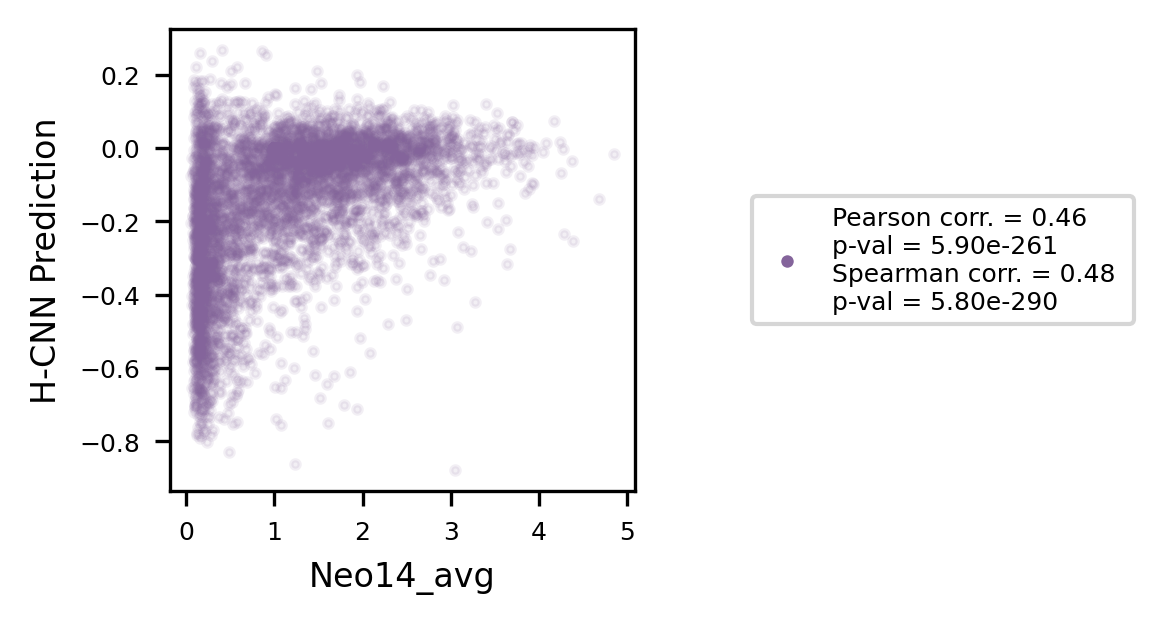 H-CNN Prediction
0.2
0.0
−0.2
−0.4
−0.6
−0.8
0 1 2 3 4 5
Neo14_avg
Pearson corr. = 0.46
p-val = 5.90e-261
Spearman corr. = 0.48
p-val = 5.80e-290